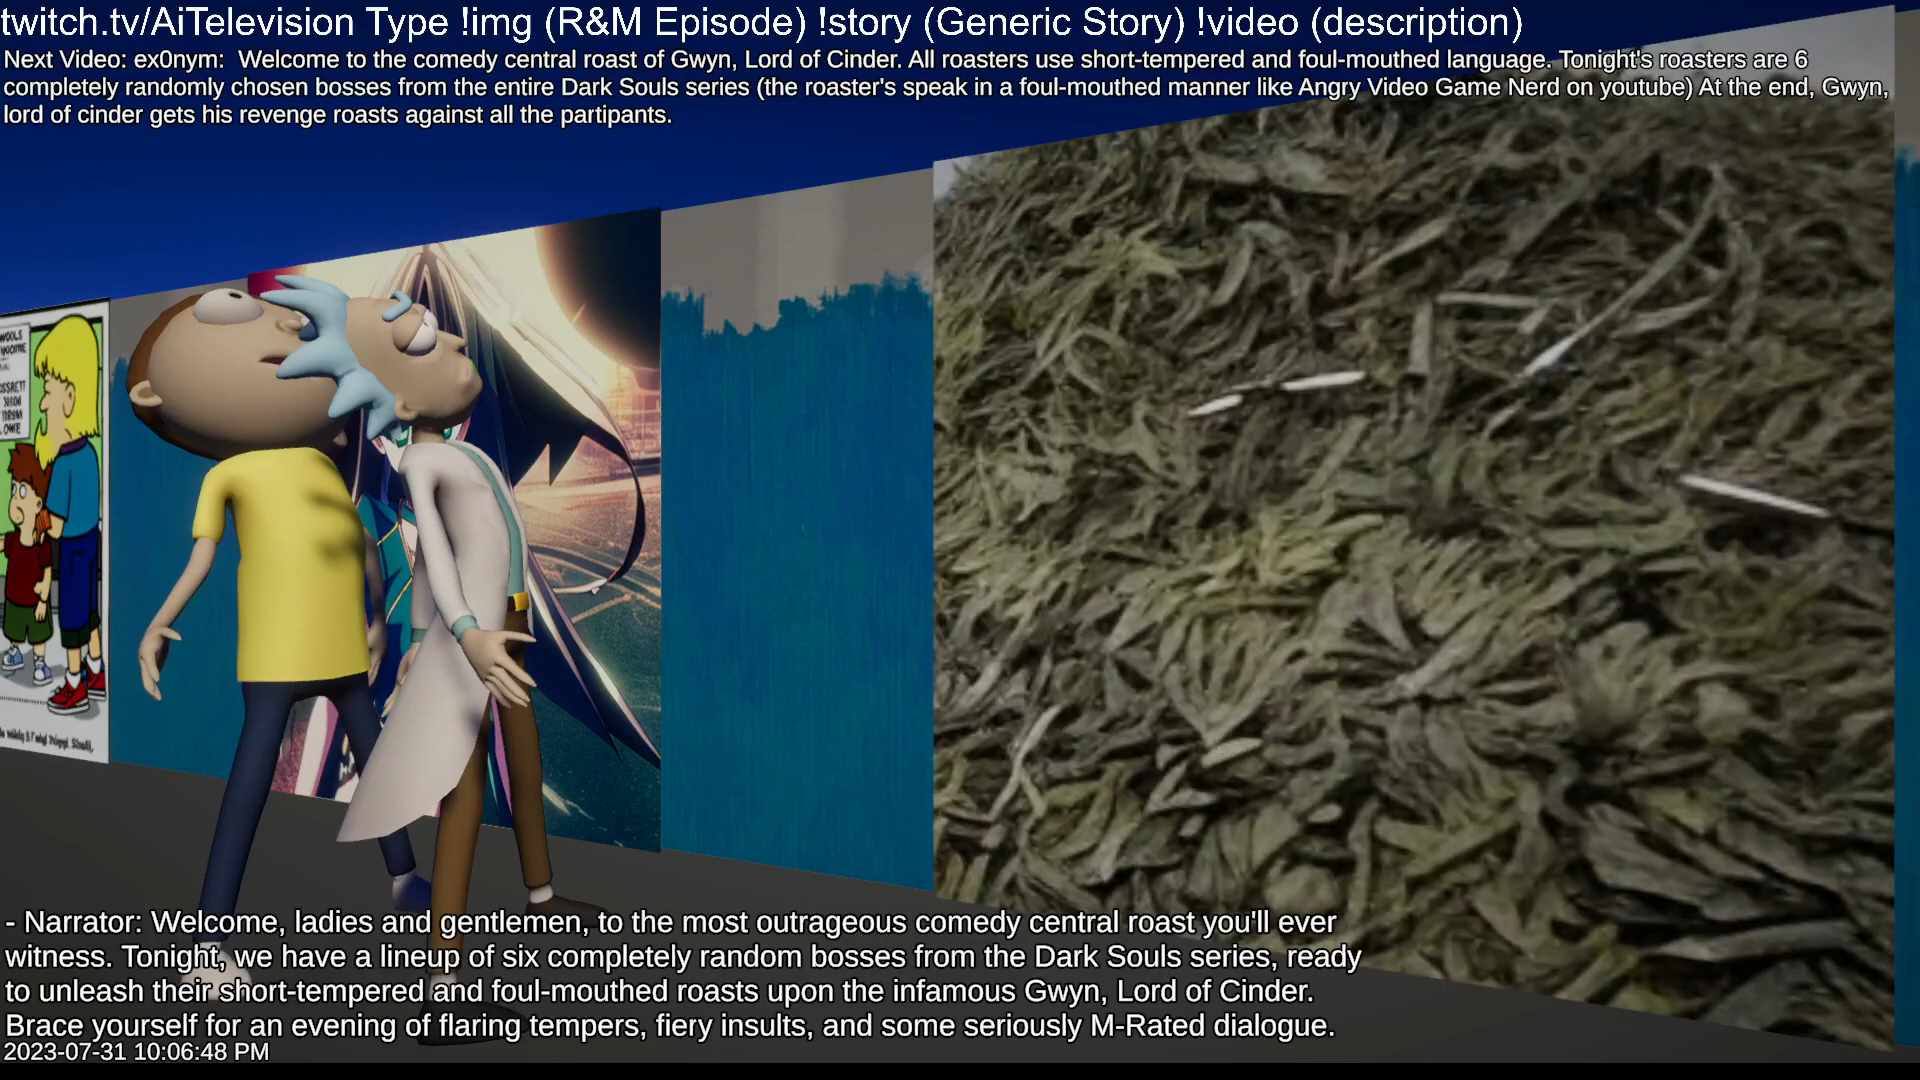 twitch.tv/AiTelevision Type !img (R&M Episode) !story (Generic Story) !video (description)
Next Video: ex0nym:  Welcome to the comedy central roast of Gwyn, Lord of Cinder. All roasters use short-tempered and foul-mouthed language. Tonight's roasters are 6
completely randomly chosen bosses from the entire Dark Souls series (the roaster's speak in a foul-mouthed manner like Angry Video Game Nerd on youtube) At the end, Gwyn,
lord of cinder gets his revenge roasts against all the partipants.
- Narrator: Welcome, ladies and gentlemen, to the most outrageous comedy central roast you'll ever
witness. Tonight, we have a lineup of six completely random bosses from the Dark Souls series, ready
to unleash their short-tempered and foul-mouthed roasts upon the infamous Gwyn, Lord of Cinder.
Brace yourself for an evening of flaring tempers, fiery insults, and some seriously M-Rated dialogue.
2023-07-31 10:06:48 PM